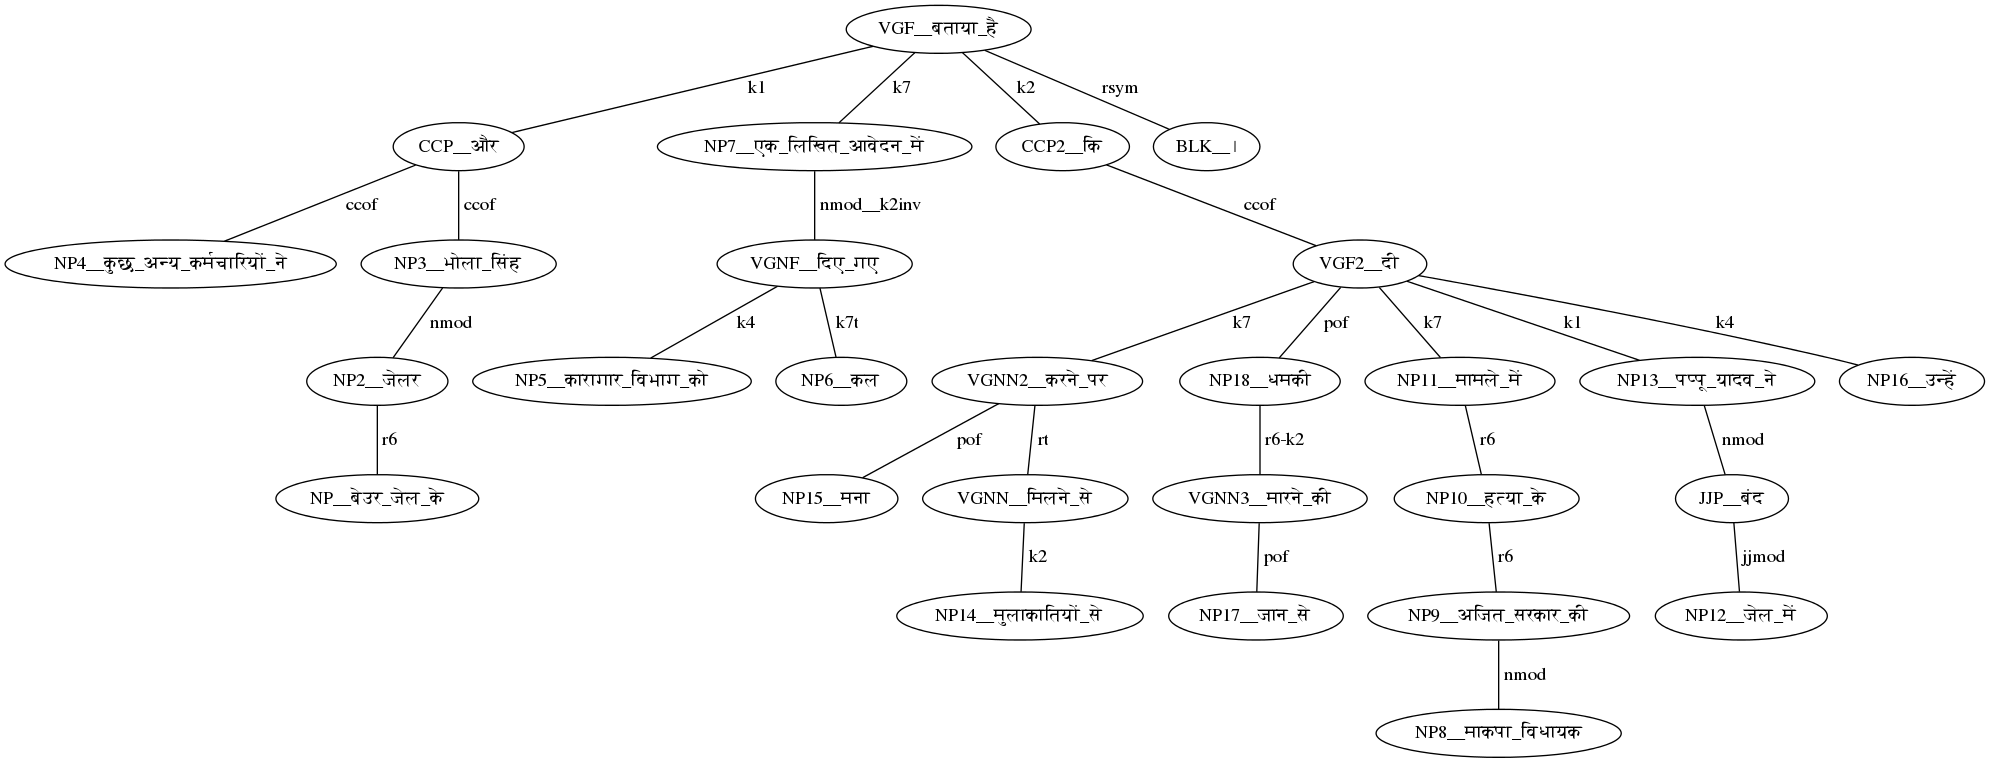 VGF__बताया_है
k1 k7 k2 rsym
CCP__और NP7__एक_लिखित_आवेदन_में CCP2__कि BLK__।
ccof ccof nmod__k2inv ccof
NP4__कुछ_अन्य_कर्मचारियों_ने NP3__भोला_सिंह VGNF__दिए_गए VGF2__दी
nmod k4 k7t k7 pof k7 k1 k4
NP2__जेलर NP5__कारागार_विभाग_को NP6__कल VGNN2__करने_पर NP18__धमकी NP11__मामले_में NP13__पप्पू_यादव_ने NP16__उन्हें
r6 pof rt r6-k2 r6 nmod
NP__बेउर_जेल_के NP15__मना VGNN__मिलने_से VGNN3__मारने_की NP10__हत्या_के JJP__बंद
k2 pof r6 jjmod
NP14__मुलाकातियों_से NP17__जान_से NP9__अजित_सरकार_की NP12__जेल_में
nmod
NP8__माकपा_विधायक